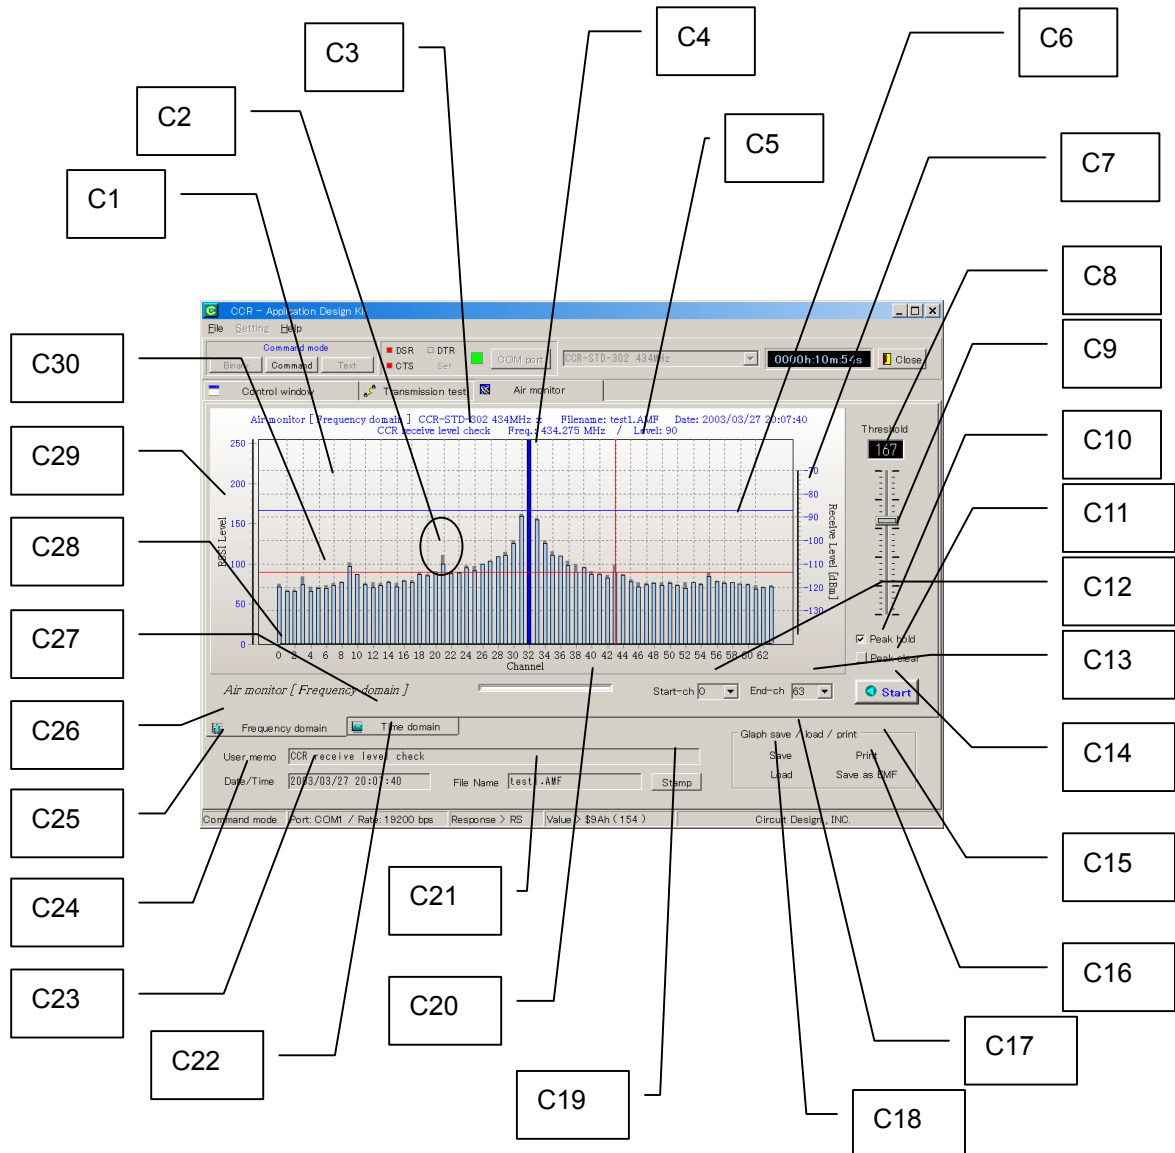 C3
C4
C6
C2
C5
C7
C1
C8
C9
C30
C10
C29
C11
C28
C12
C27
C13
C26
C14
C25
C15
C24
C21
C16
C23
C20
C17
C22
C19
C18
CCR - Application Design Ki
File Setting Help
Command mode
Binary Command Text
DSR DTR
CTS Set
COM port
CCR-STD-302 434MHz
0000h:10m:54s
Close
Control window Transmission test Air monitor
Air monitor [ Frequency domain ] CCR-STD-302 434MHz Filename: test1.AMF Date: 2003/03/27 20:07:40
CCR receive level check Freq.: 434.275 MHz / Level: 90
250
200
150
100
50
0
RSSI Level
-70
-80
-90
-100
-110
-120
-130
Receive Level [dBm]
0 2 4 6 8 10 12 14 16 18 20 22 24 26 28 30 32 34 36 38 40 42 44 46 48 50 52 54 56 58 60 62
Channel
Threshold
167
Peak hold
Peak clear
Air monitor [ Frequency domain ]
Start-ch 0 End-ch 63
Start
Frequency domain Time domain
User memo CCR receive level check
Date/Time 2003/03/27 20:07:40 File Name test1.AMF Stamp
Glaph save / load / print
Save Print
Load Save as EMF
Command mode Port: COM1 / Rate: 19200 bps Response > RS Value > $9Ah ( 154 ) Circuit Design, INC.